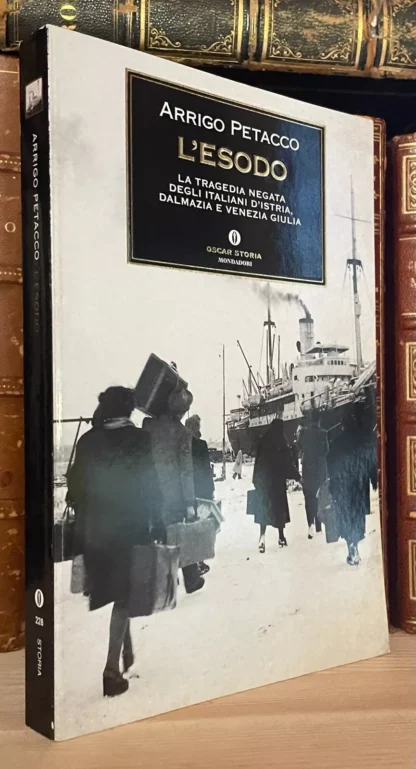 ARRIGO PETACCO
L'ESODO
LA TRAGEDIA NEGATA
DEGLI ITALIANI D'ISTRIA,
DALMAZIA E VENEZIA GIULIA
OSCAR STORIA
MONDADORI
ARRIGO PETACCO L'ESODO
228
STORIA